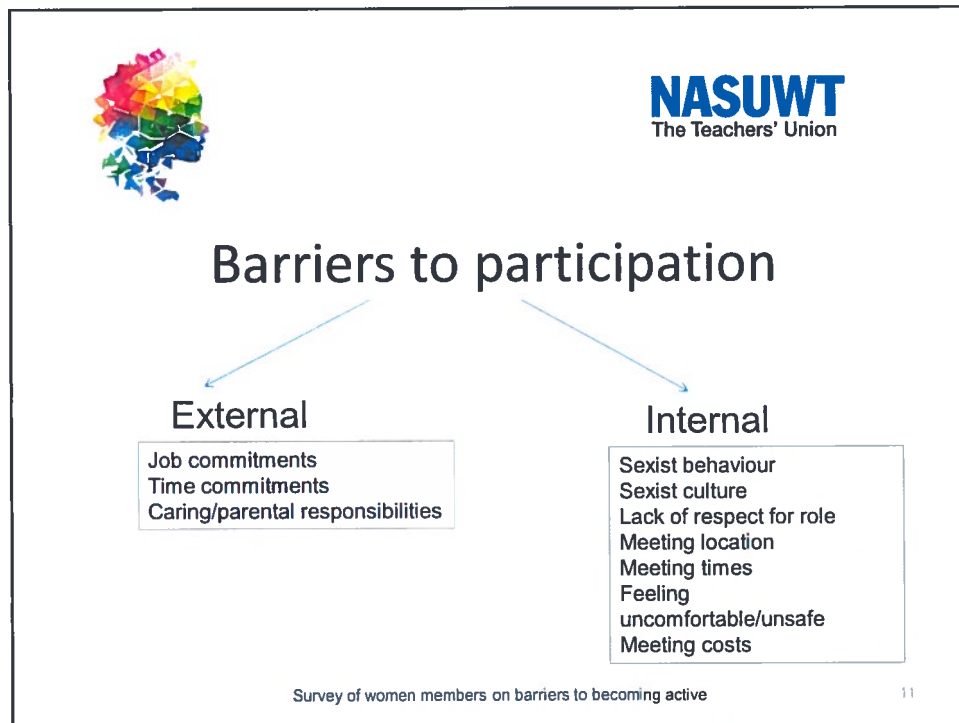 NASUWT
The Teachers' Union
Barriers to participation
External
Job commitments
Time commitments
Caring/parental responsibilities
Internal
Sexist behaviour
Sexist culture
Lack of respect for role
Meeting location
Meeting times
Feeling
uncomfortable/unsafe
Meeting costs
Survey of women members on barriers to becoming active
11